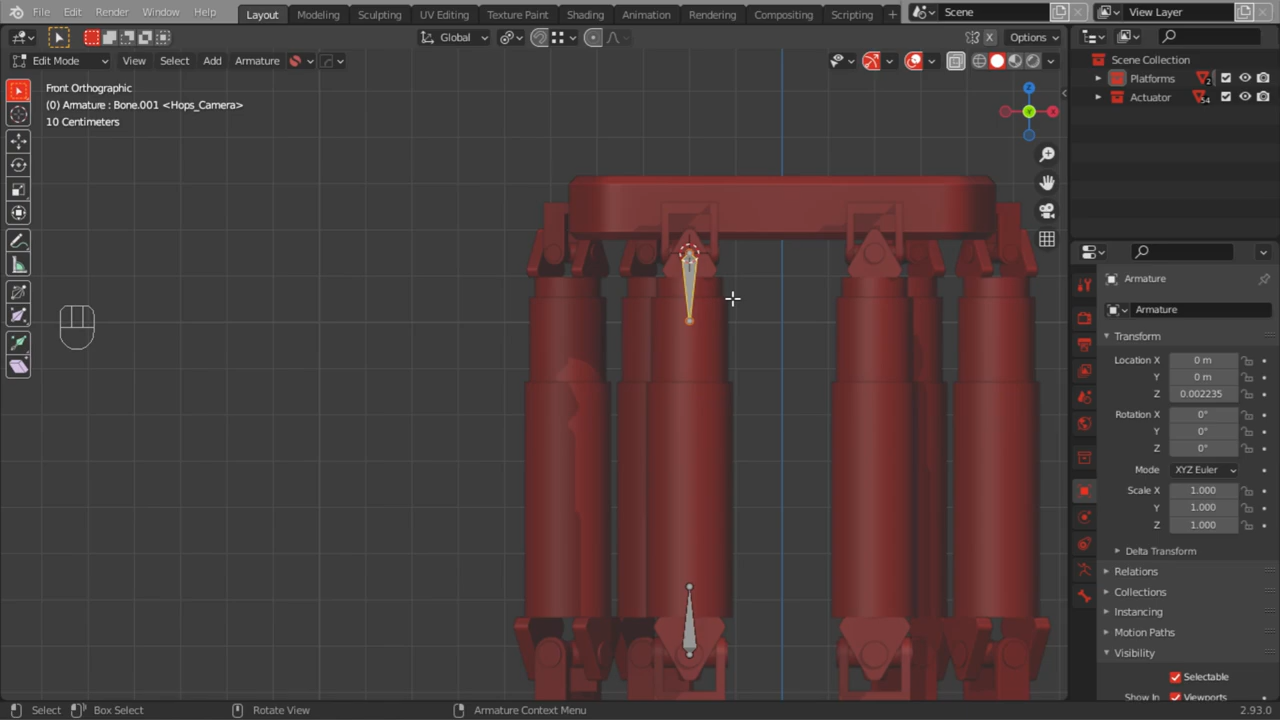 File Edit Render Window Help Layout Modeling Sculpting UV Editing Texture Paint Shading Animation Rendering Compositing Scripting + Scene View Layer
Global Options
Edit Mode View Select Add Armature
Front Orthographic
(0) Armature : Bone.001 <Hops_Camera>
10 Centimeters
Scene Collection
Platforms 2
Actuator 54
Armature
Armature
Transform
Location X 0 m
Y 0 m
Z 0.002235
Rotation X 0°
Y 0°
Z 0°
Mode XYZ Euler
Scale X 1.000
Y 1.000
Z 1.000
Delta Transform
Relations
Collections
Instancing
Motion Paths
Visibility
Selectable
Show In Viewports
Select Box Select Rotate View Armature Context Menu 2.93.0